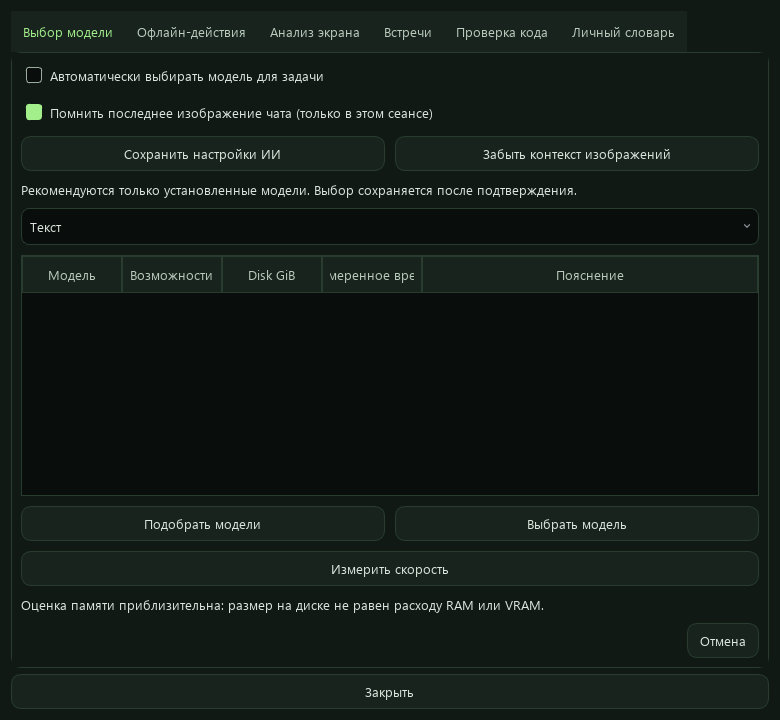 Выбор модели Офлайн-действия Анализ экрана Встречи Проверка кода Личный словарь
Автоматически выбирать модель для задачи
Помнить последнее изображение чата (только в этом сеансе)
Сохранить настройки ИИ Забыть контекст изображений
Рекомендуются только установленные модели. Выбор сохраняется после подтверждения.
Текст
Модель Возможности Disk GiB меренное вре Пояснение
Подобрать модели Выбрать модель
Измерить скорость
Оценка памяти приблизительна: размер на диске не равен расходу RAM или VRAM.
Отмена
Закрыть